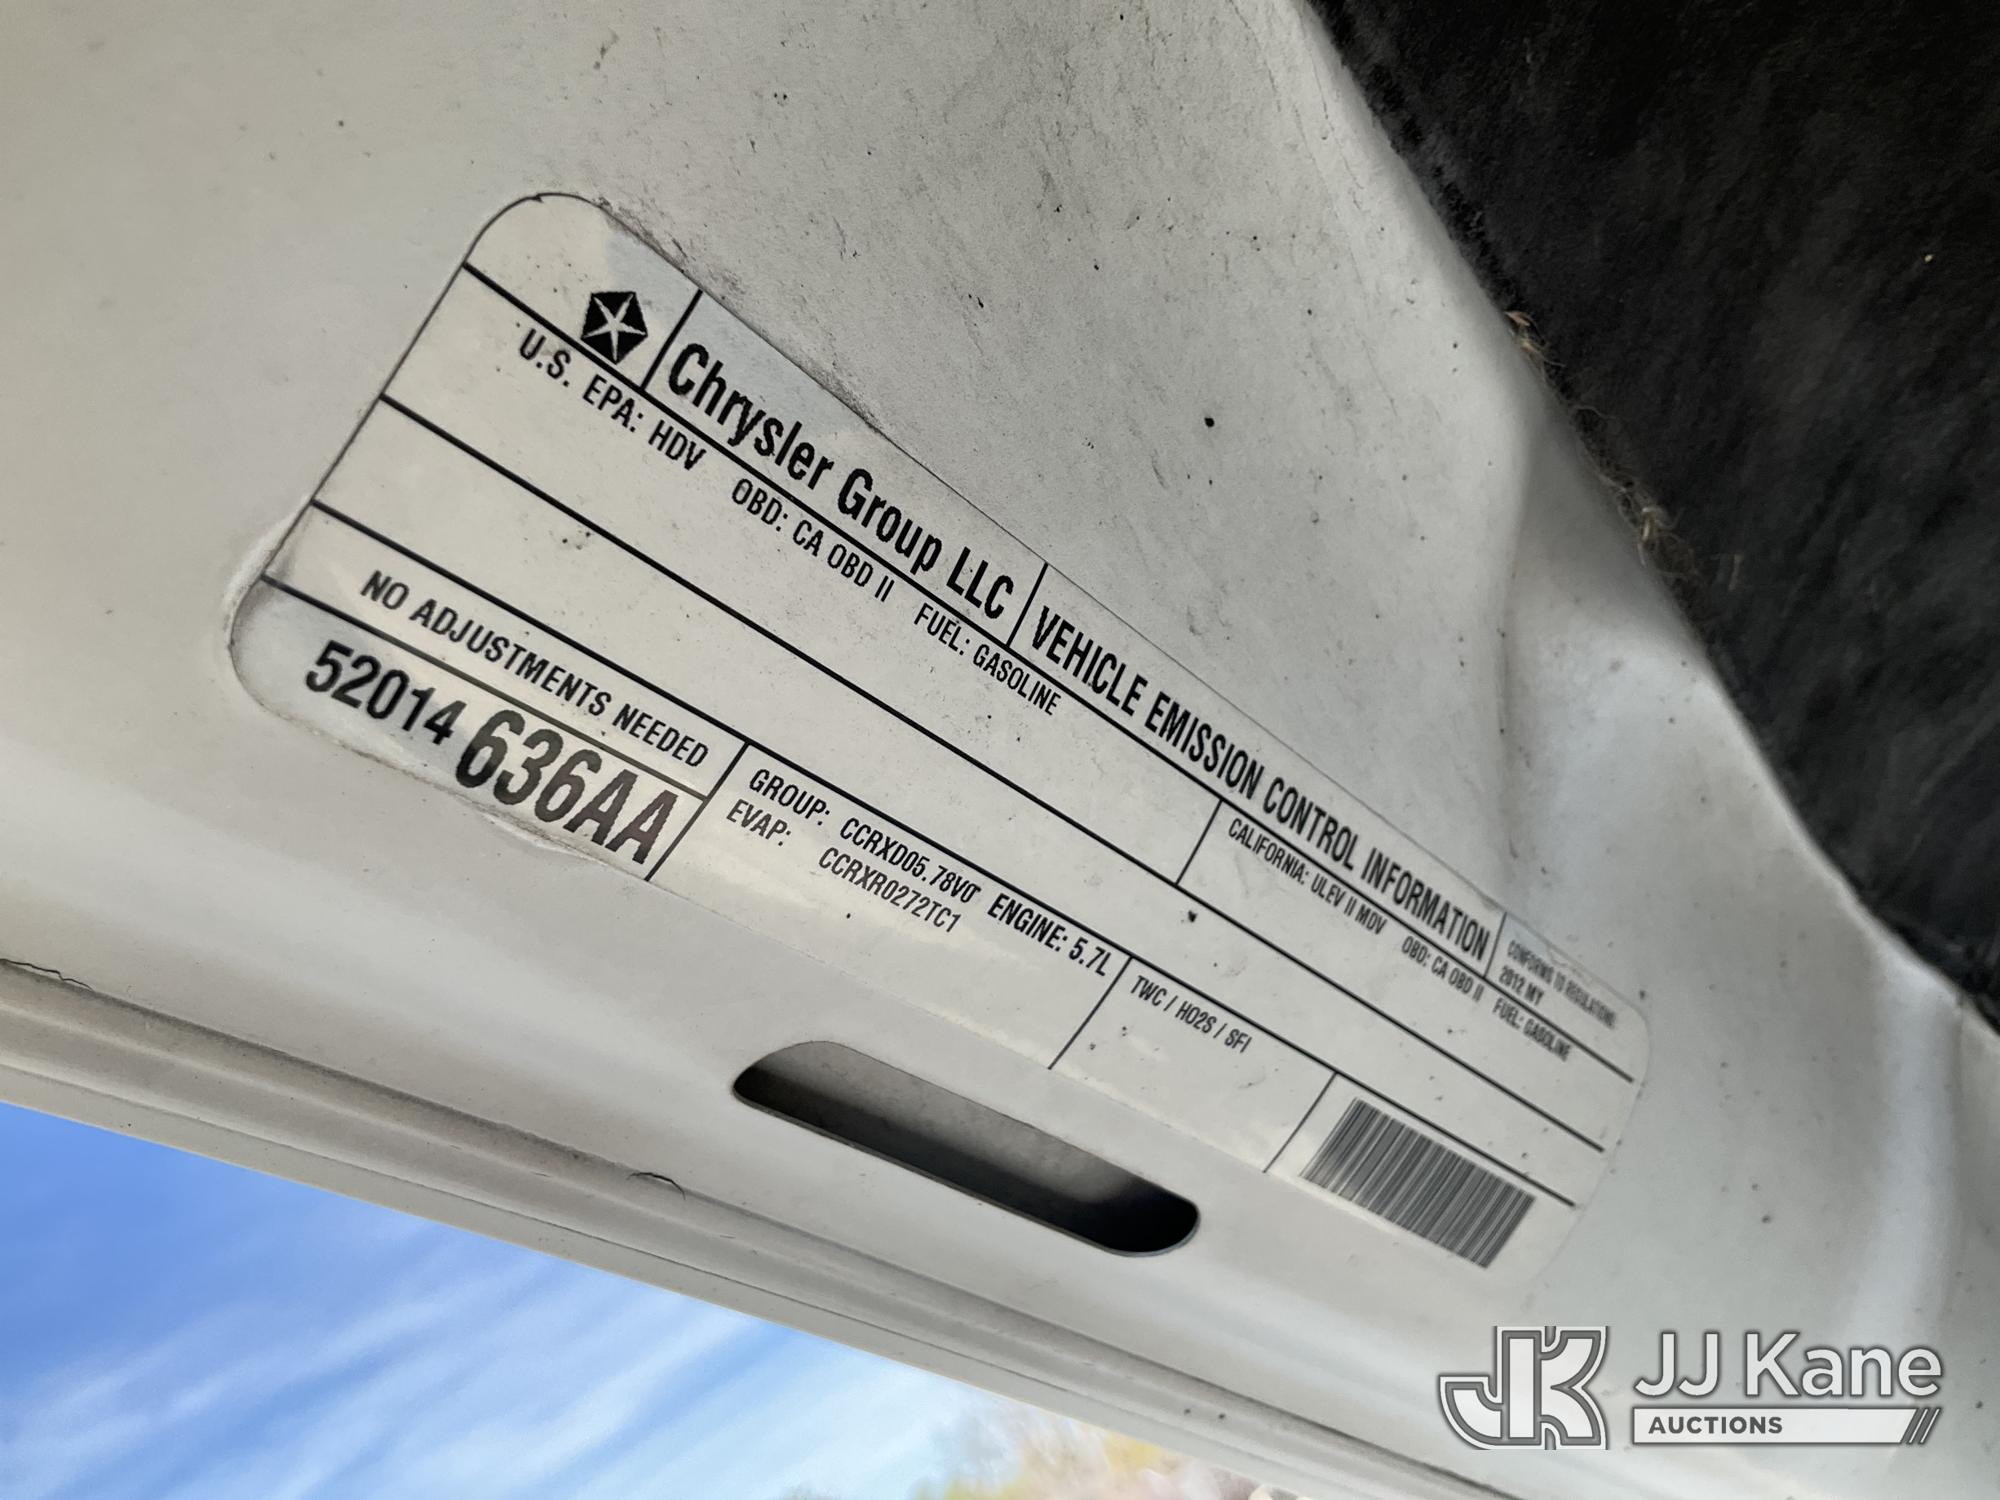 Chrysler Group LLC
VEHICLE EMISSION CONTROL INFORMATION
CONFORMS TO REGULATIONS:
2012 MY
U.S. EPA: HDV OBD: CA OBD II FUEL: GASOLINE
CALIFORNIA: ULEV II MDV OBD: CA OBD II FUEL: GASOLINE
NO ADJUSTMENTS NEEDED
52014 636AA
GROUP: CCRXD05.78V0 ENGINE: 5.7L
EVAP: CCRXR0272TC1
TWC / HO2S / SFI
JK
JJ Kane
AUCTIONS